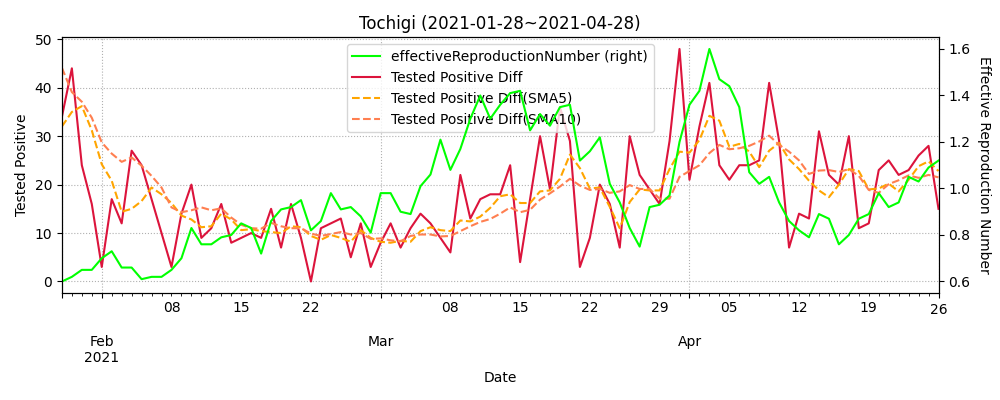 Tochigi (2021-01-28~2021-04-28)
effectiveReproductionNumber (right)
Tested Positive Diff
Tested Positive Diff(SMA5)
Tested Positive Diff(SMA10)
Tested Positive
50
40
30
20
10
0
1.6
1.4
1.2
1.0
0.8
0.6
Effective Reproduction Number
08 15 22 08 15 22 29 05 12 19 26
Feb Mar Apr
2021
Date